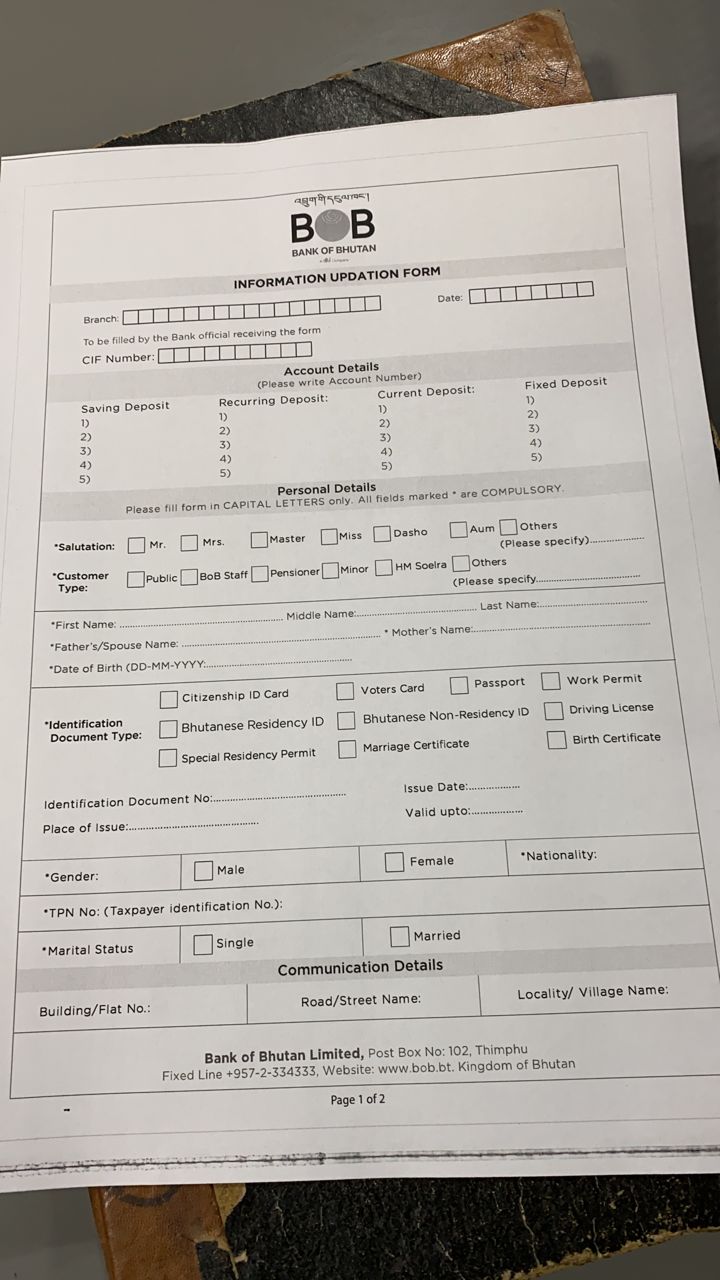 འབྲུག་གི་དངུལ་ཁང།
BOB
BANK OF BHUTAN
INFORMATION UPDATION FORM
Branch: Date:
To be filled by the Bank official receiving the form
CIF Number:
Account Details
(Please write Account Number)
Saving Deposit Recurring Deposit: Current Deposit: Fixed Deposit
1) 1) 1) 1)
2) 2) 2) 2)
3) 3) 3) 3)
4) 4) 4) 4)
5) 5) 5) 5)
Personal Details
Please fill form in CAPITAL LETTERS only. All fields marked * are COMPULSORY.
*Salutation: Mr. Mrs. Master Miss Dasho Aum Others
(Please specify)....................
*Customer Type: Public BoB Staff Pensioner Minor HM Soelra Others
(Please specify....................
*First Name: .................... Middle Name:.................... Last Name:....................
*Father's/Spouse Name: .................... * Mother's Name:....................
*Date of Birth (DD-MM-YYYY:....................
*Identification Document Type:
Citizenship ID Card Voters Card Passport Work Permit
Bhutanese Residency ID Bhutanese Non-Residency ID Driving License
Special Residency Permit Marriage Certificate Birth Certificate
Identification Document No:.................... Issue Date:....................
Place of Issue:.................... Valid upto:....................
*Gender: Male Female *Nationality:
*TPN No: (Taxpayer identification No.):
*Marital Status Single Married
Communication Details
Building/Flat No.: Road/Street Name: Locality/ Village Name:
Bank of Bhutan Limited, Post Box No: 102, Thimphu
Fixed Line +957-2-334333, Website: www.bob.bt. Kingdom of Bhutan
Page 1 of 2